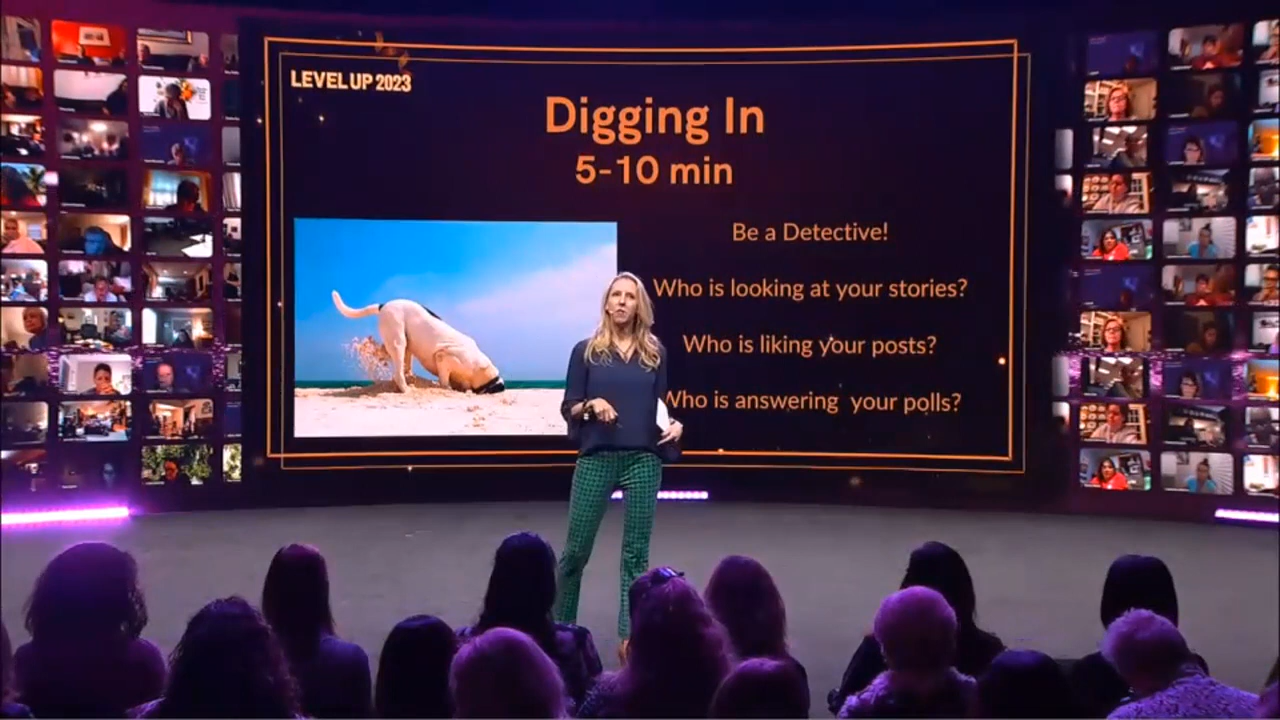 LEVEL UP 2023
Digging In
5-10 min
Be a Detective!
Who is looking at your stories?
Who is liking your posts?
Who is answering your polls?